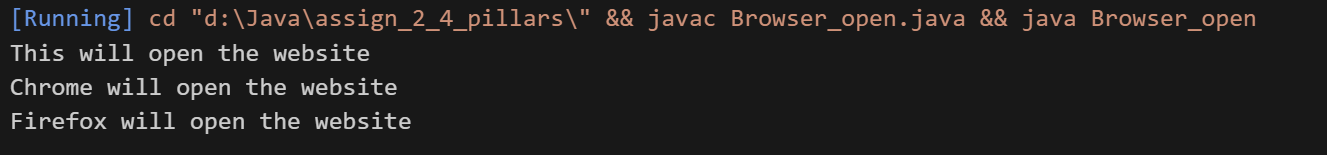 [Running] cd "d:\Java\assign_2_4_pillars\" && javac Browser_open.java && java Browser_open
This will open the website
Chrome will open the website
Firefox will open the website